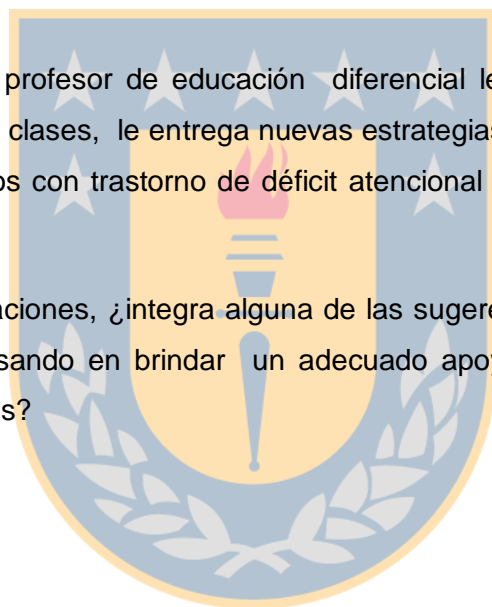 profesor de educación diferencial le
clases, le entrega nuevas estrategias
os con trastorno de déficit atencional
aciones, ¿integra alguna de las sugere
sando en brindar un adecuado apoy
s?